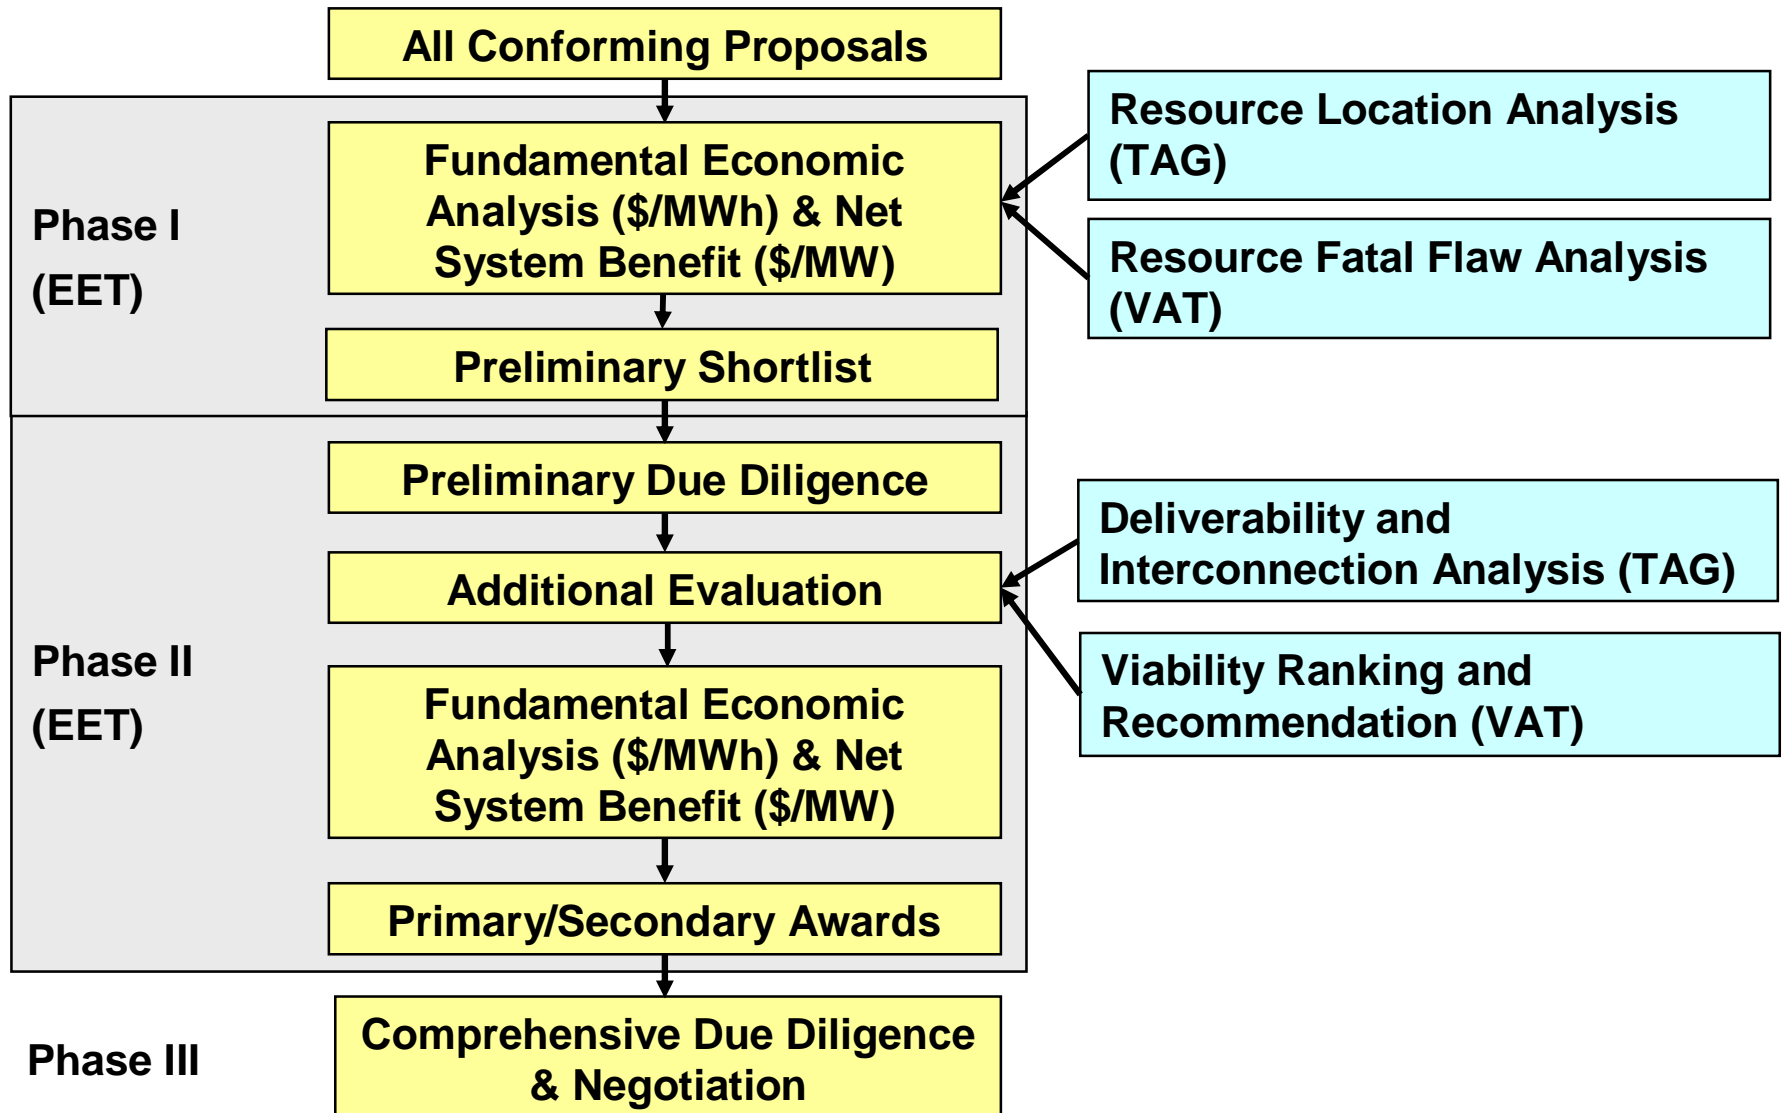 All Conforming Proposals
Phase I
(EET)
Fundamental Economic
Analysis ($/MWh) & Net
System Benefit ($/MW)
Resource Location Analysis
(TAG)
Resource Fatal Flaw Analysis
(VAT)
Preliminary Shortlist
Phase II
(EET)
Preliminary Due Diligence
Additional Evaluation
Deliverability and
Interconnection Analysis (TAG)
Viability Ranking and
Recommendation (VAT)
Fundamental Economic
Analysis ($/MWh) & Net
System Benefit ($/MW)
Primary/Secondary Awards
Phase III
Comprehensive Due Diligence
& Negotiation